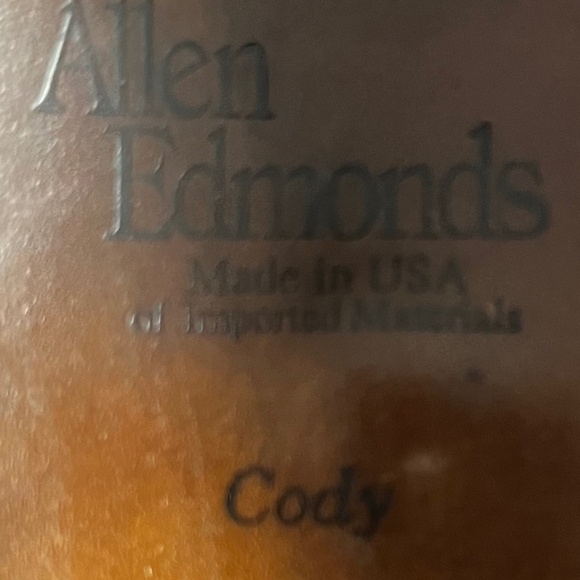 Allen
Edmonds
Made in USA
of Imported Materials
Cody